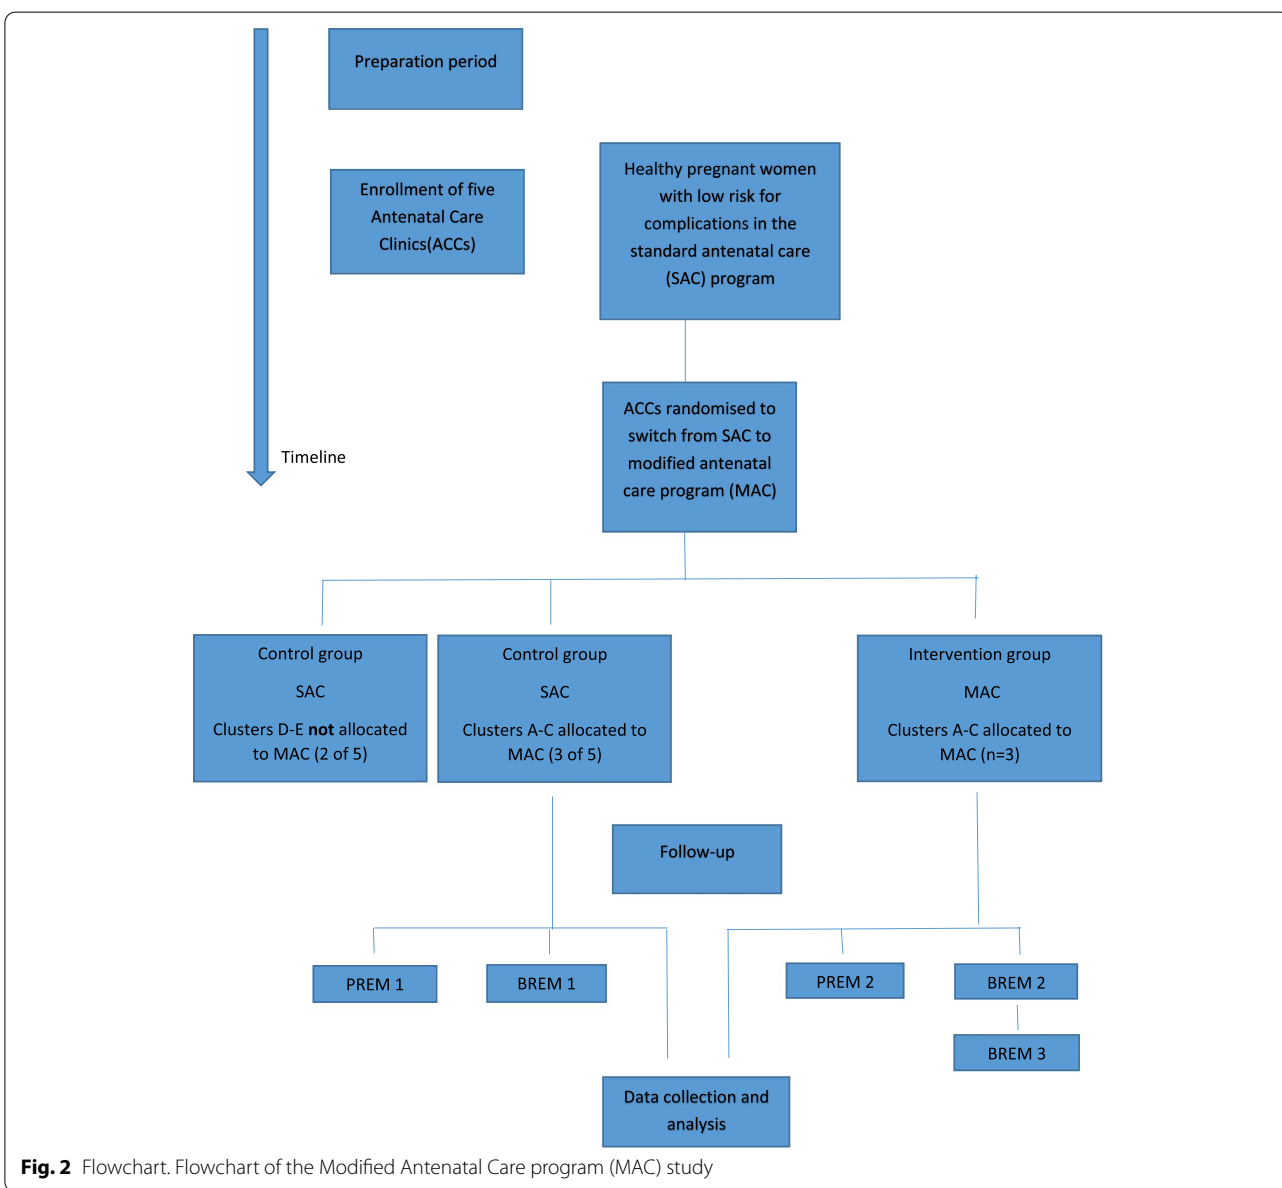 Preparation period
Enrollment of five
Antenatal Care
Clinics(ACCs)
Healthy pregnant women
with low risk for
complications in the
standard antenatal care
(SAC) program
ACCs randomised to
switch from SAC to
modified antenatal
care program (MAC)
Timeline
Control group
SAC
Clusters D-E not allocated
to MAC (2 of 5)
Control group
SAC
Clusters A-C allocated to
MAC (3 of 5)
Intervention group
MAC
Clusters A-C allocated to
MAC (n=3)
Follow-up
PREM 1
BREM 1
PREM 2
BREM 2
BREM 3
Data collection and
analysis
Fig. 2 Flowchart. Flowchart of the Modified Antenatal Care program (MAC) study